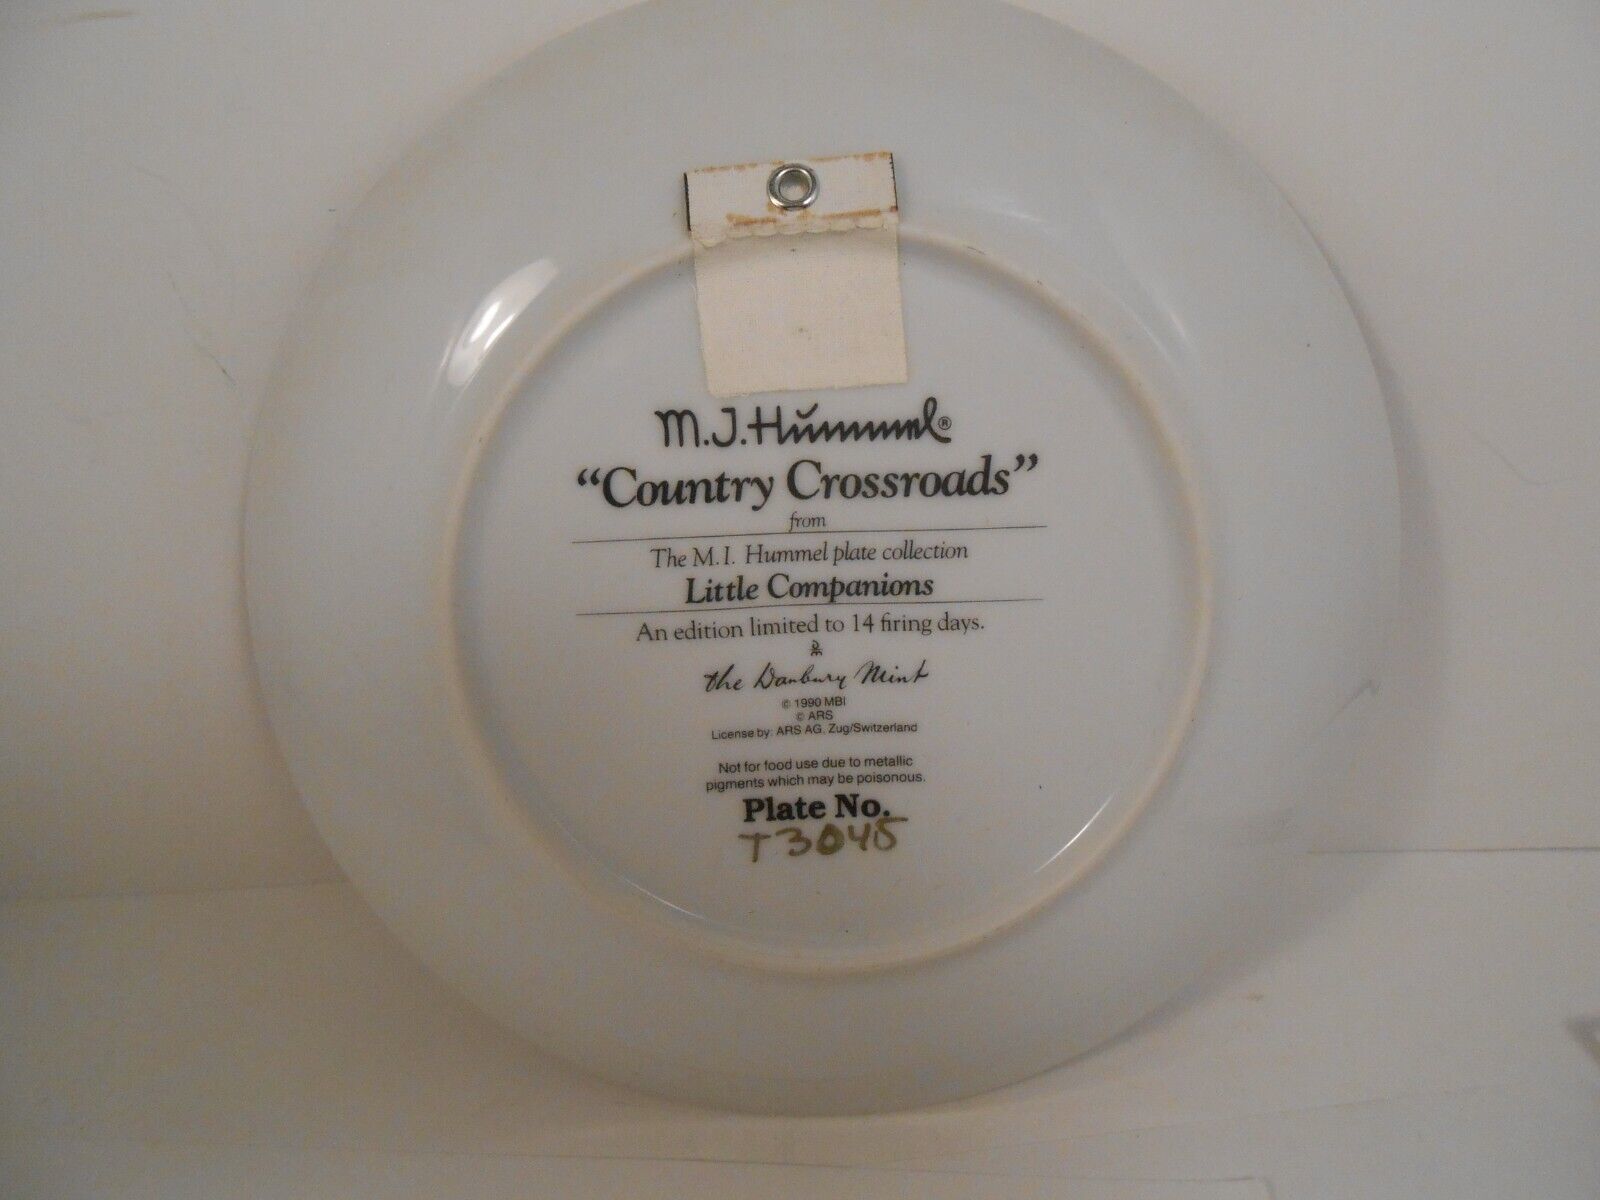 M.J.Hummel®
“Country Crossroads”
from
The M.I. Hummel plate collection
Little Companions
An edition limited to 14 firing days.
DM
the Danbury Mint
© 1990 MBI
© ARS
License by: ARS AG. Zug/Switzerland
Not for food use due to metallic
pigments which may be poisonous.
Plate No.
T3045